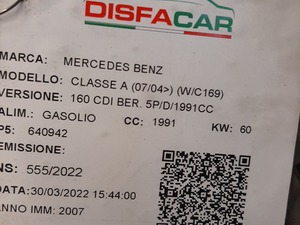 DISFACAR
MARCA: MERCEDES BENZ
MODELLO: CLASSE A (07/04>) (W/C169)
VERSIONE: 160 CDI BER. 5P/D/1991CC
ALIM.: GASOLIO CC: 1991 KW: 60
P5: 640942
EMISSIONE:
NS: 555/2022
DATA: 30/03/2022 15:44:00
ANNO IMM: 2007